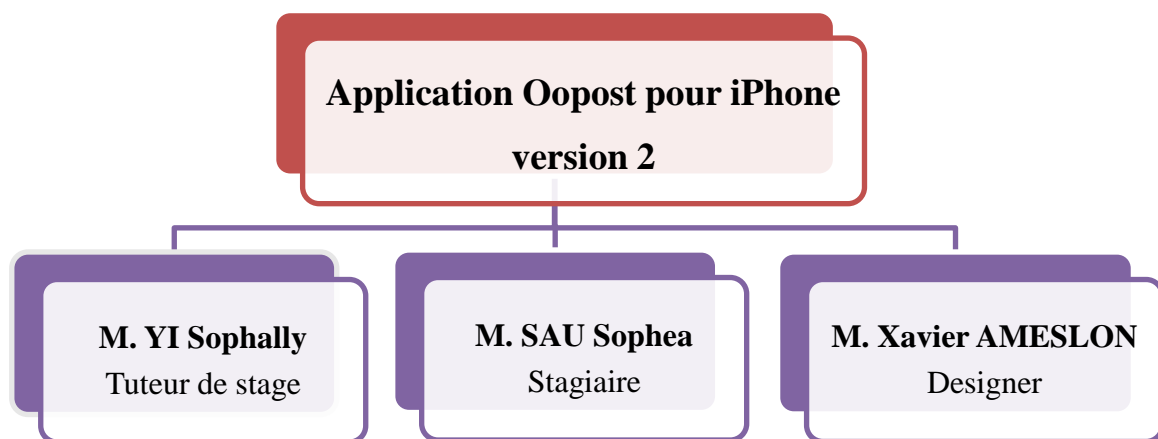 Application Oopost pour iPhone
version 2
M. YI Sophally
Tuteur de stage
M. SAU Sophea
Stagiaire
M. Xavier AMESLON
Designer